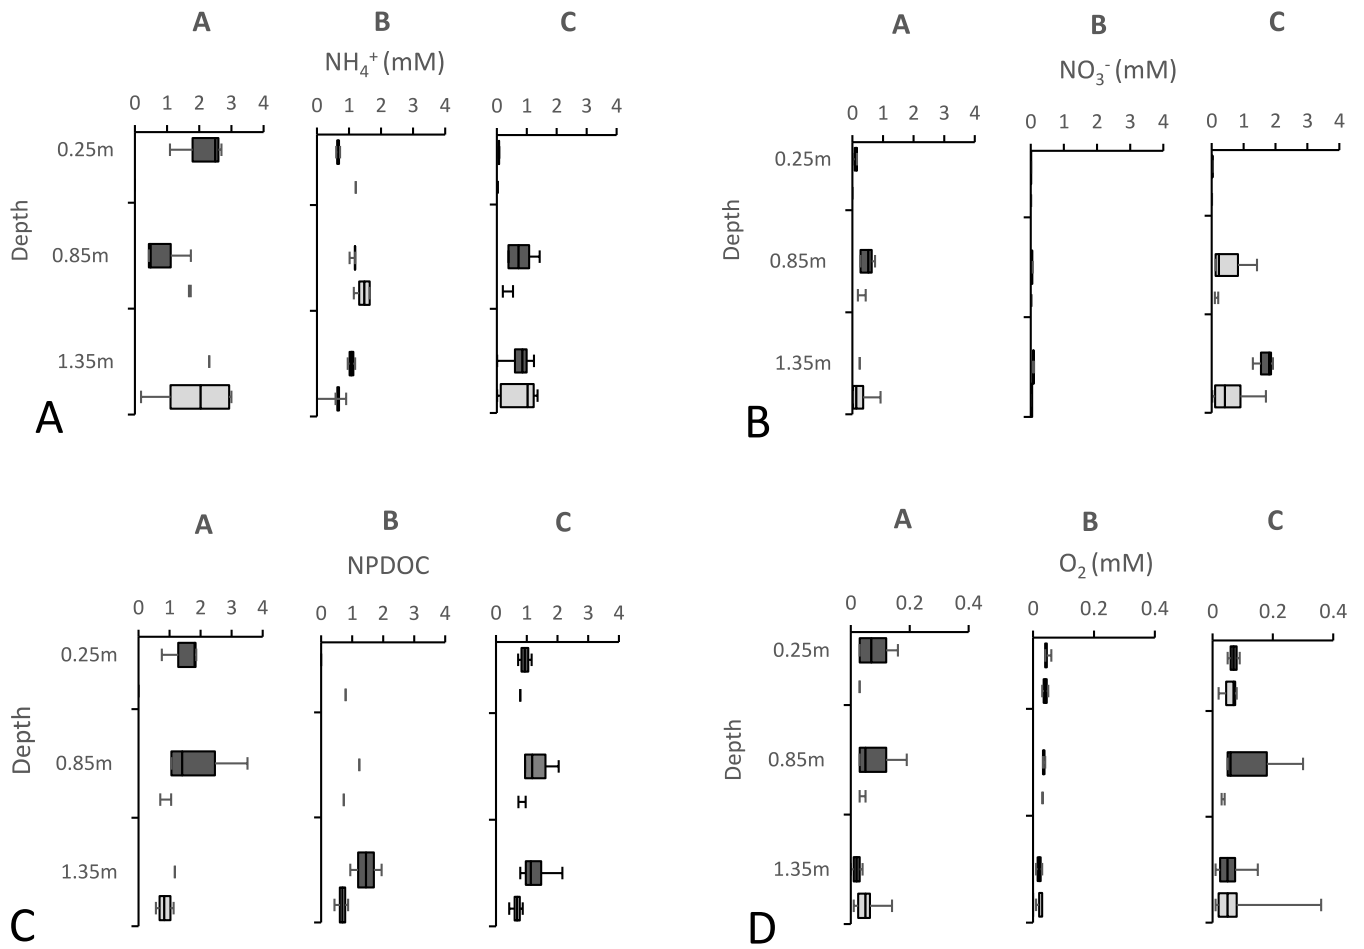 A B C
NH₄⁺ (mM)
0 1 2 3 4 0 1 2 3 4 0 1 2 3 4
0.25m
0.85m
1.35m
Depth
A
A B C
NO₃⁻ (mM)
0 1 2 3 4 0 1 2 3 4 0 1 2 3 4
0.25m
0.85m
1.35m
Depth
B
A B C
NPDOC
0 1 2 3 4 0 1 2 3 4 0 1 2 3 4
0.25m
0.85m
1.35m
Depth
C
A B C
O₂ (mM)
0 0.2 0.4 0 0.2 0.4 0 0.2 0.4
0.25m
0.85m
1.35m
Depth
D